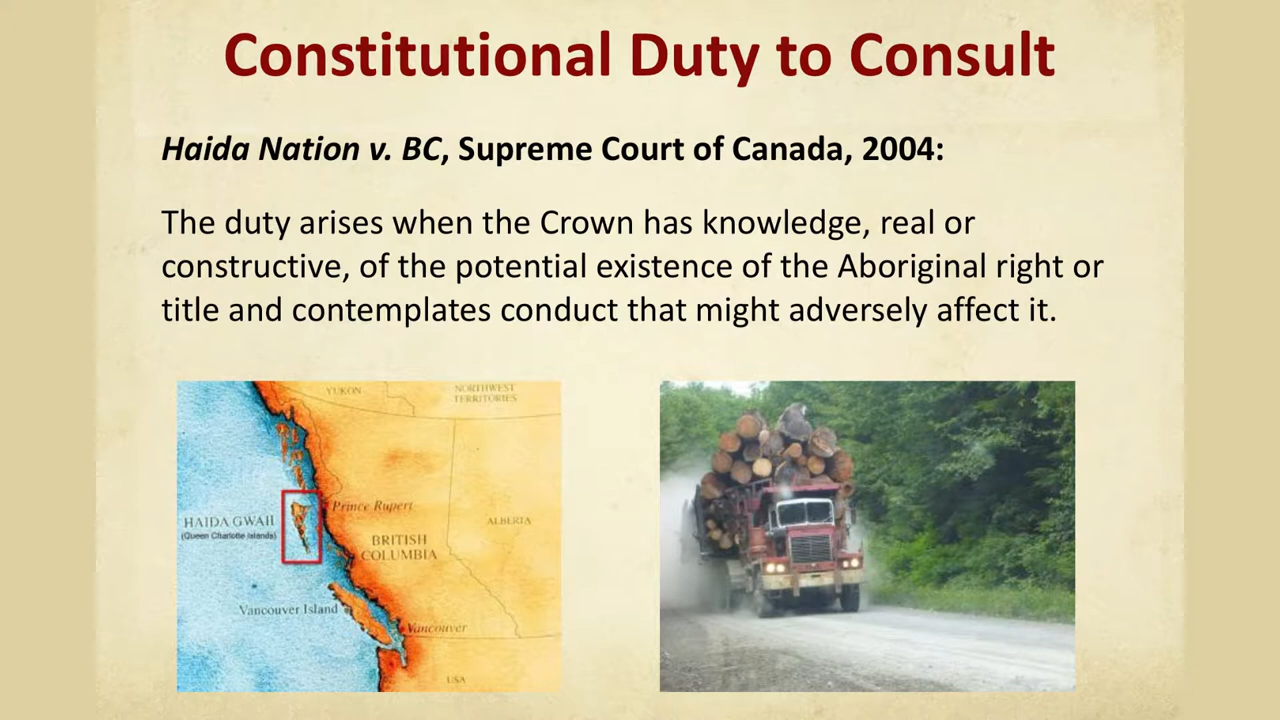 Constitutional Duty to Consult
Haida Nation v. BC, Supreme Court of Canada, 2004:
The duty arises when the Crown has knowledge, real or
constructive, of the potential existence of the Aboriginal right or
title and contemplates conduct that might adversely affect it.
YUKON
NORTHWEST
TERRITORIES
Prince Rupert
HAIDA GWAII
(Queen Charlotte Islands)
ALBERTA
BRITISH
COLUMBIA
Vancouver Island
Vancouver
USA